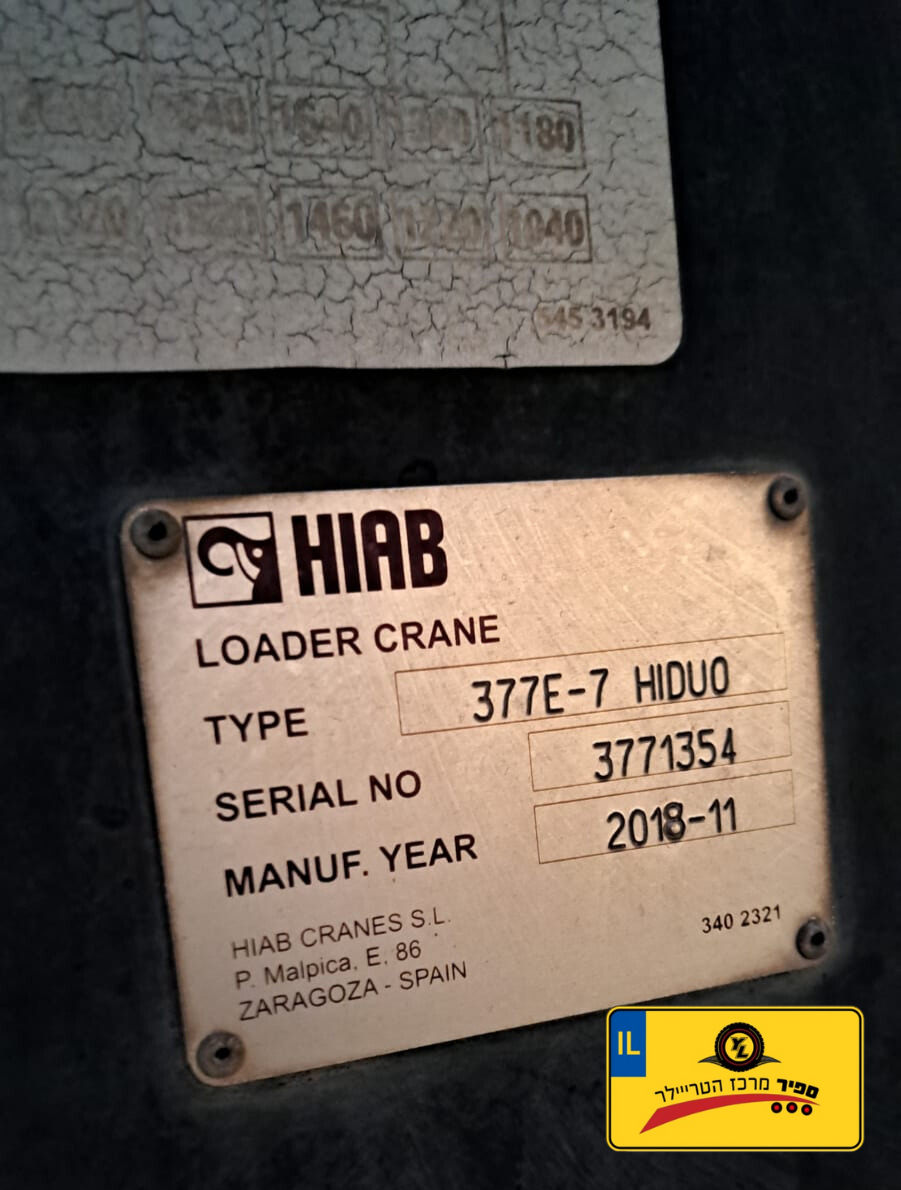 1640 1180
1460 1040
545 3194
HIAB
LOADER CRANE
TYPE 377E-7 HIDUO
SERIAL NO 3771354
MANUF. YEAR 2018-11
HIAB CRANES S.L.
P. Malpica, E. 86
ZARAGOZA - SPAIN
340 2321
IL
YL
ספיר מרכז הטריילר